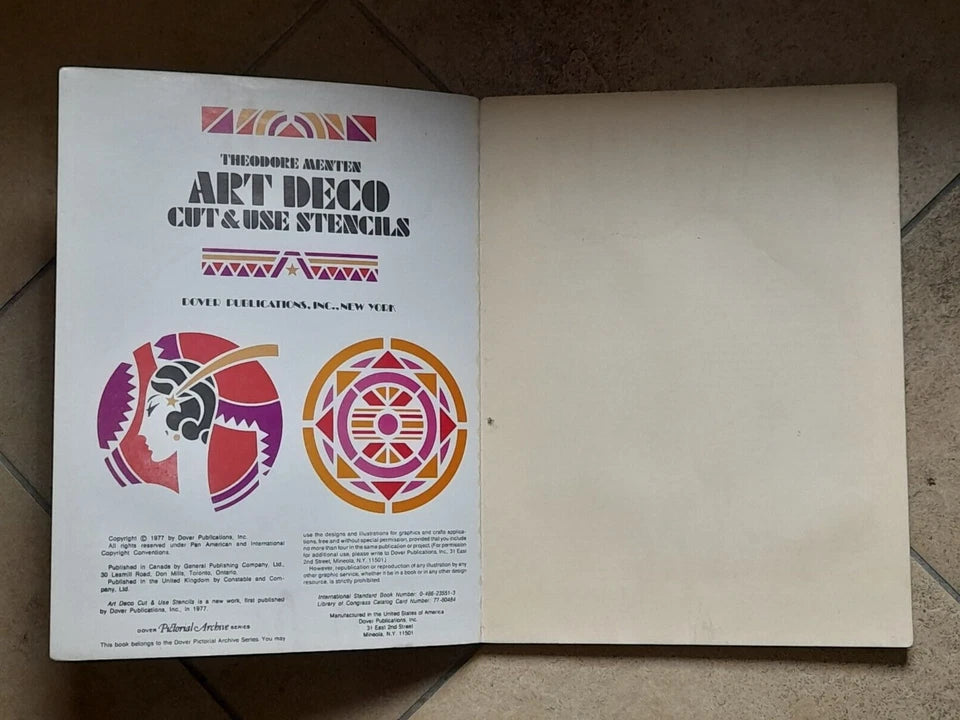 THEODORE MENTEN
ART DECO
CUT & USE STENCILS
DOVER PUBLICATIONS, INC., NEW YORK
Copyright © 1977 by Dover Publications, Inc.
All rights reserved under Pan American and International
Copyright Conventions.
Published in Canada by General Publishing Company, Ltd.,
30 Lesmill Road, Don Mills, Toronto, Ontario.
Published in the United Kingdom by Constable and Com-
pany, Ltd.
Art Deco Cut & Use Stencils is a new work, first published
by Dover Publications, Inc., in 1977.
DOVER Pictorial Archive SERIES
This book belongs to the Dover Pictorial Archive Series. You may
use the designs and illustrations for graphics and crafts applica-
tions, free and without special permission, provided that you include
no more than four in the same publication or project. (For permission
for additional use, please write to Dover Publications, Inc., 31 East
2nd Street, Mineola, N.Y. 11501.)
However, republication or reproduction of any illustration by any
other graphic service, whether it be in a book or in any other design
resource, is strictly prohibited.
International Standard Book Number: 0-486-23551-3
Library of Congress Catalog Card Number: 77-80484
Manufactured in the United States of America
Dover Publications, Inc.
31 East 2nd Street
Mineola, N.Y. 11501